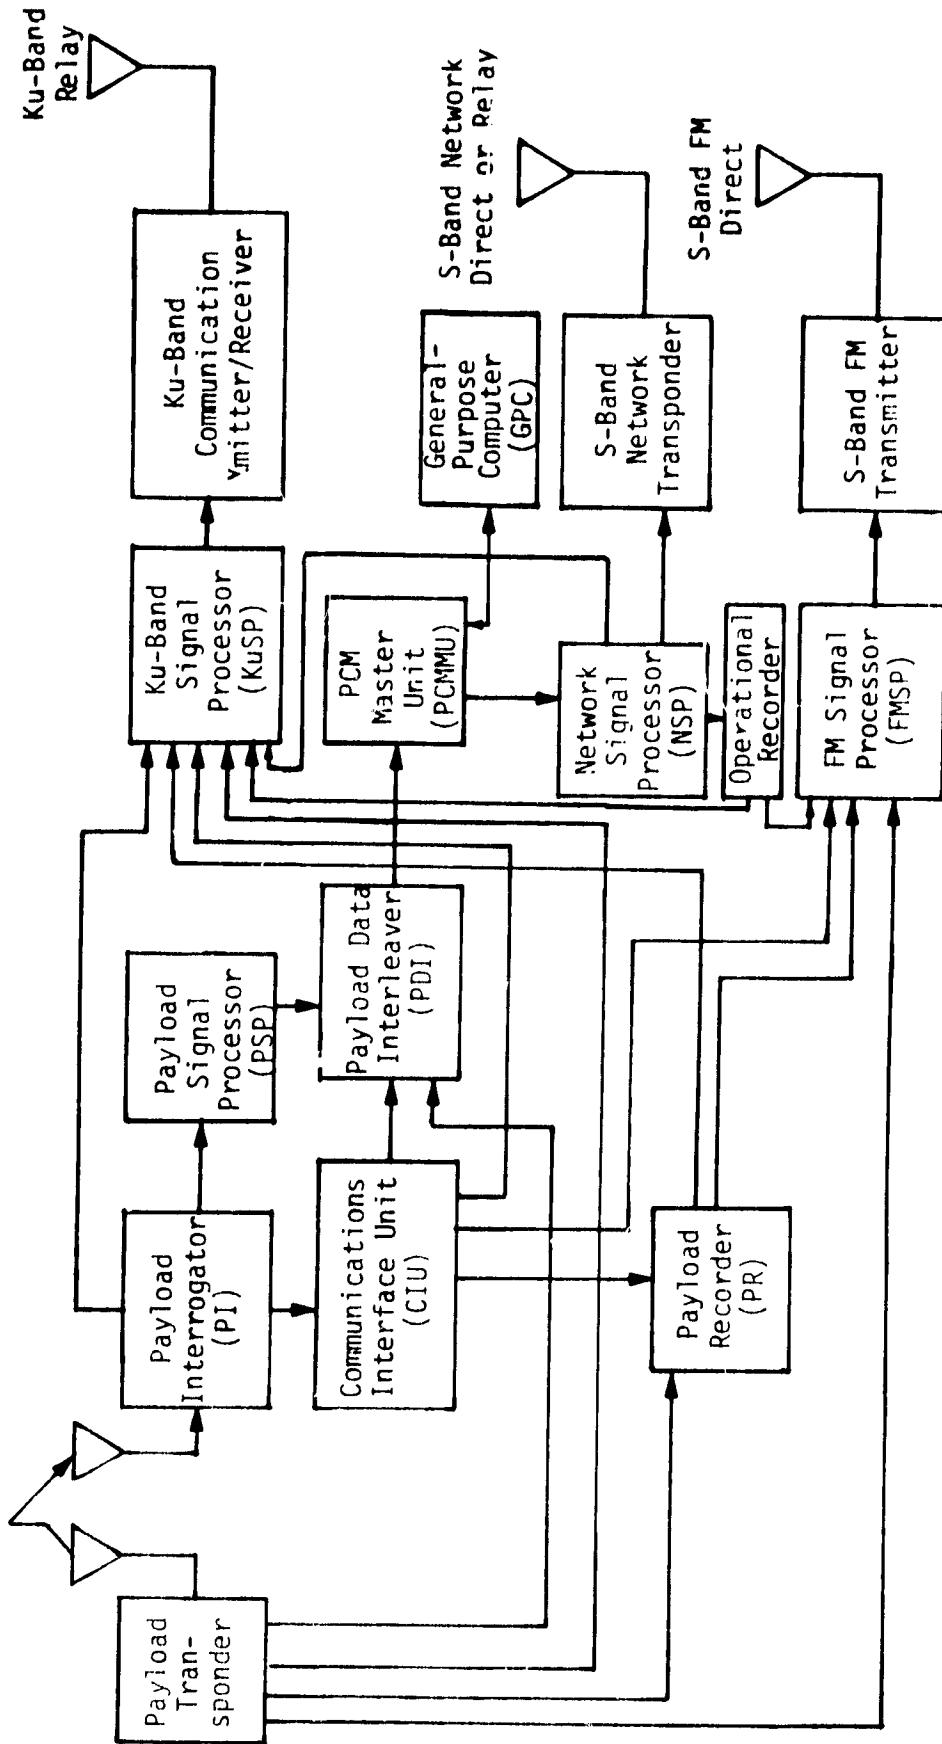 Payload
Tran-
sponder
Payload
Interrogator
(PI)
Payload
Signal
Processor
(PSP)
Ku-Band
Signal
Processor
(KuSP)
Ku-Band
Communication
mitter/Receiver
Ku-Band
Relay
Communications
Interface Unit
(CIU)
Payload Data
Interleaver
(PDI)
PCM
Master
Unit
(PCMMU)
General-
Purpose
Computer
(GPC)
S-Band Network
Direct or Relay
Network
Signal
Processor
(NSP)
S-Band
Network
Transponder
Payload
Recorder
(PR)
Operational
Recorder
FM Signal
Processor
(FMSP)
S-Band FM
Transmitter
S-Band FM
Direct